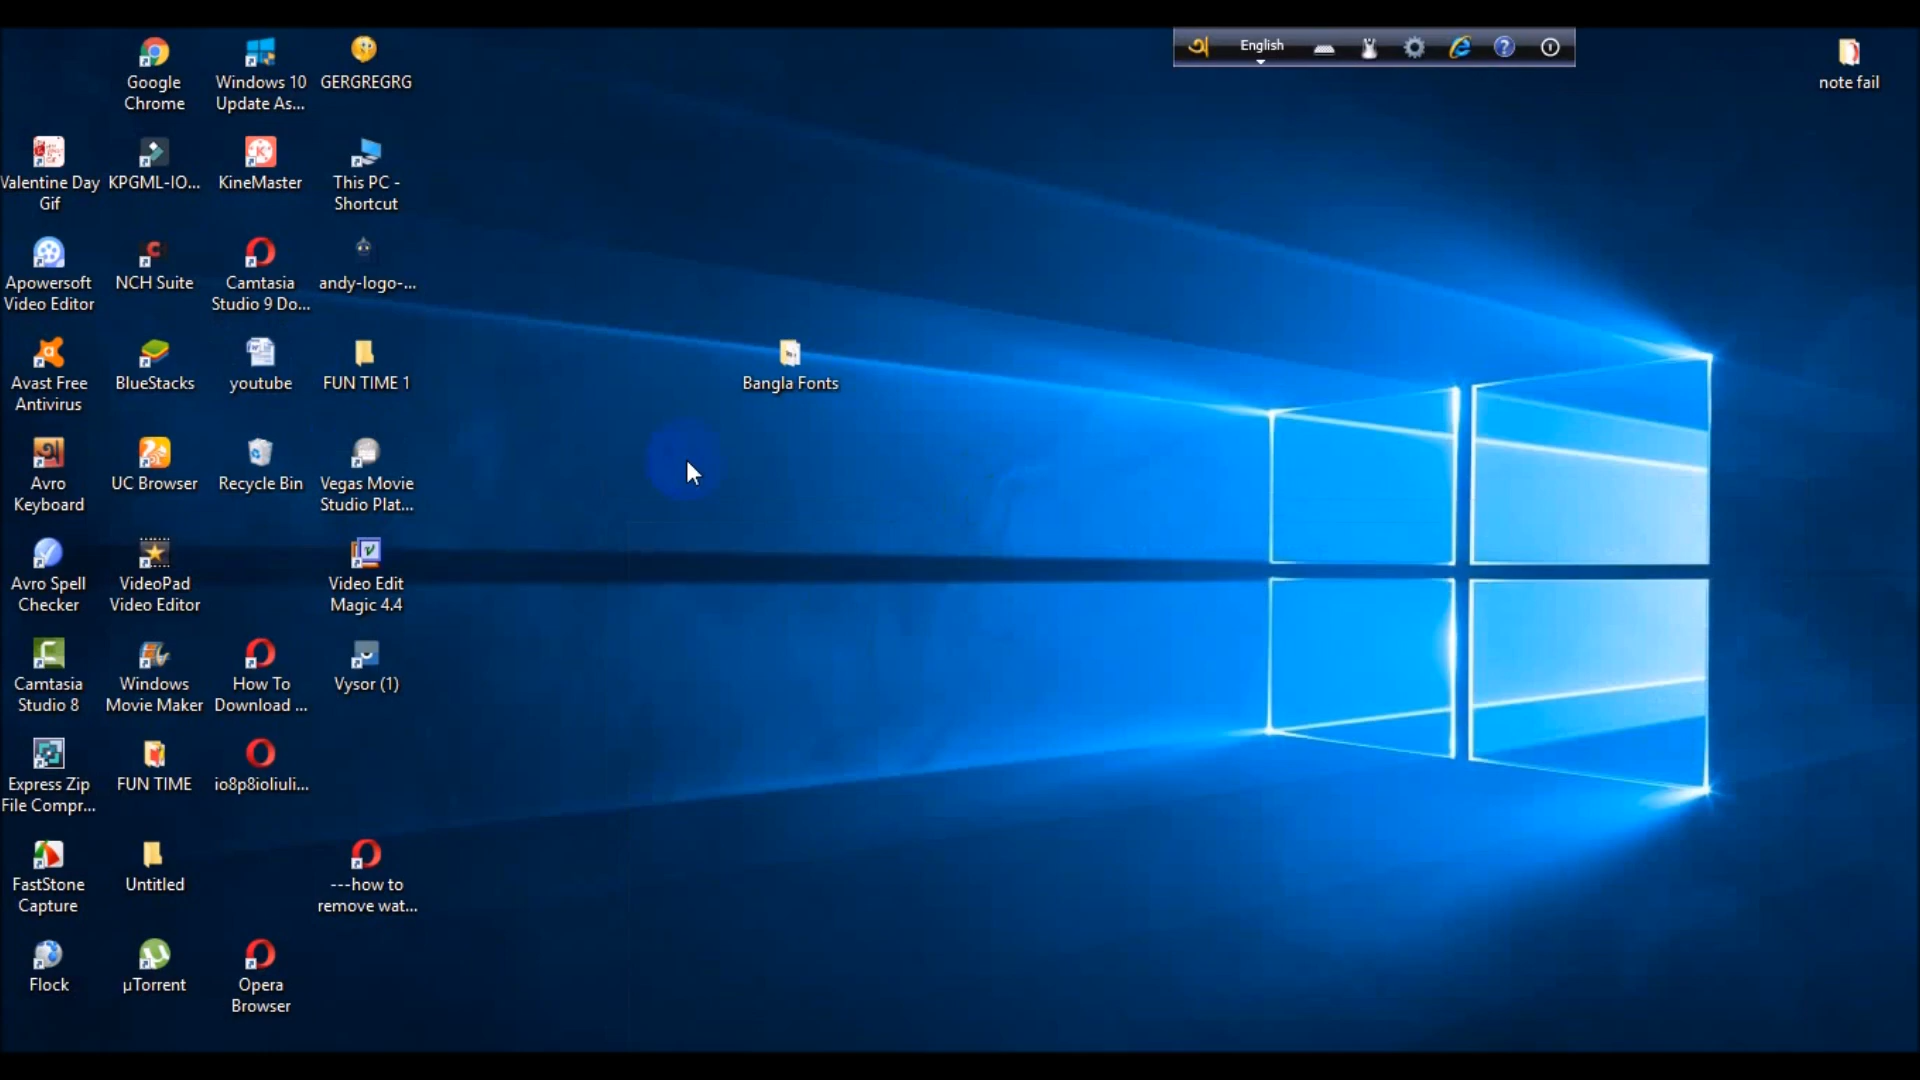 অ English
note fail
Google
Chrome
Windows 10
Update As...
GERGREGRG
Valentine Day
Gif
KPGML-IO...
KineMaster
This PC -
Shortcut
Apowersoft
Video Editor
NCH Suite
Camtasia
Studio 9 Do...
andy-logo-...
Avast Free
Antivirus
BlueStacks
youtube
FUN TIME 1
Bangla Fonts
Avro
Keyboard
UC Browser
Recycle Bin
Vegas Movie
Studio Plat...
Avro Spell
Checker
VideoPad
Video Editor
Video Edit
Magic 4.4
Camtasia
Studio 8
Windows
Movie Maker
How To
Download ...
Vysor (1)
Express Zip
File Compr...
FUN TIME
io8p8ioliuli...
FastStone
Capture
Untitled
---how to
remove wat...
Flock
µTorrent
Opera
Browser